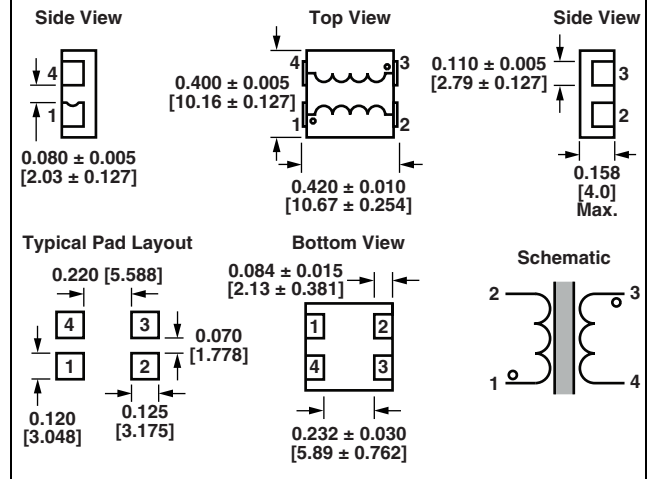 Side View
4
1
0.080 ± 0.005
[2.03 ± 0.127]
Top View
0.400 ± 0.005
[10.16 ± 0.127]
4
3
1
2
0.420 ± 0.010
[10.67 ± 0.254]
Side View
0.110 ± 0.005
[2.79 ± 0.127]
3
2
0.158
[4.0]
Max.
Typical Pad Layout
0.220 [5.588]
4
3
1
2
0.070
[1.778]
0.120
[3.048]
0.125
[3.175]
Bottom View
0.084 ± 0.015
[2.13 ± 0.381]
1
2
4
3
0.232 ± 0.030
[5.89 ± 0.762]
Schematic
2
3
1
4